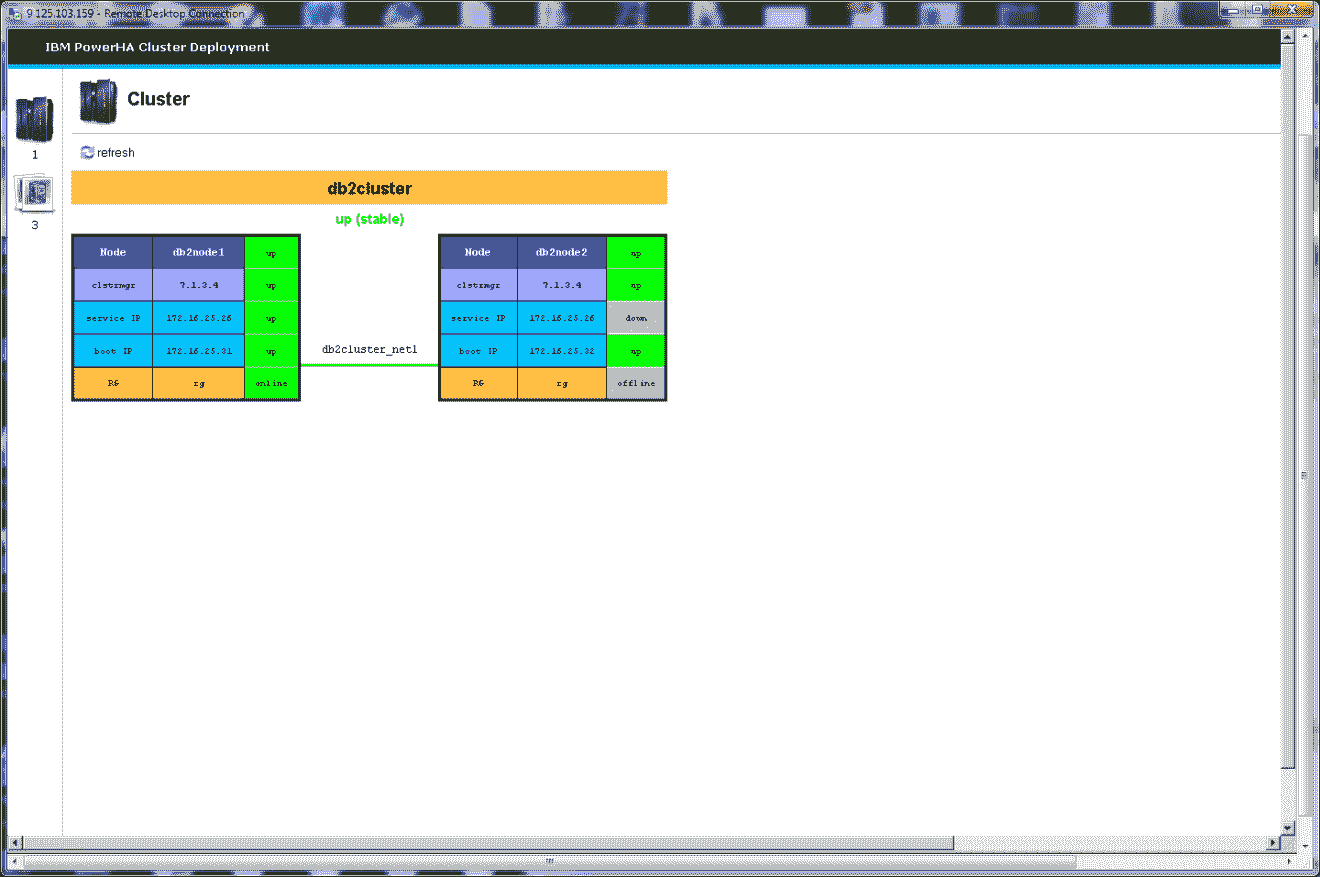 9.125.103.159 - Remote Desktop Connection
IBM PowerHA Cluster Deployment
Cluster
1
refresh
3
db2cluster
up (stable)
Node db2node1 up
clstrmgr 7.1.3.4 up
service IP 172.16.25.26 up
boot IP 172.16.25.31 up
RG rg online
db2cluster_net1
Node db2node2 up
clstrmgr 7.1.3.4 up
service IP 172.16.25.26 down
boot IP 172.16.25.32 up
RG rg offline